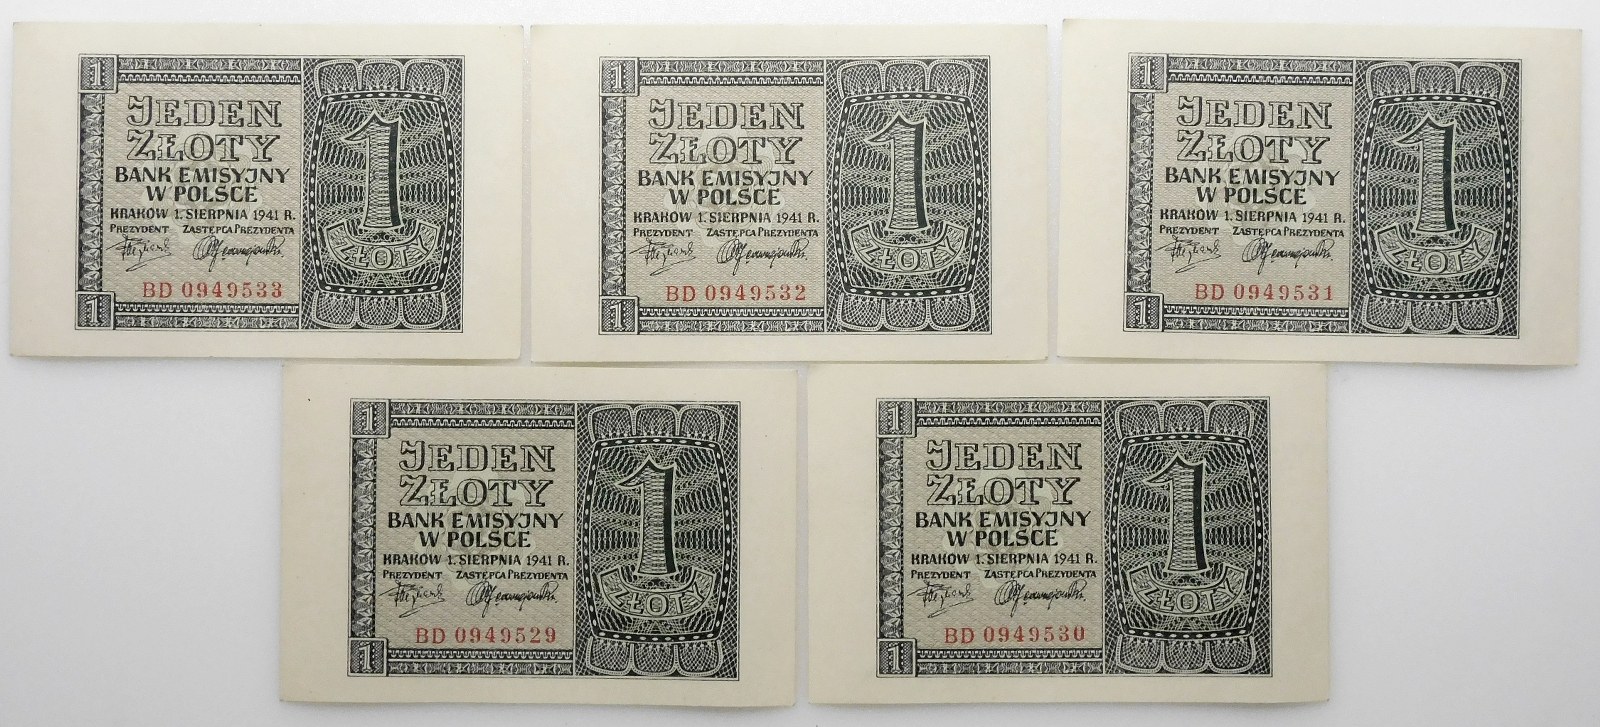 1
JEDEN
ZŁOTY
BANK EMISYJNY
W POLSCE
KRAKÓW 1. SIERPNIA 1941 R.
PREZYDENT ZASTĘPCA PREZYDENTA
BD 0949533
1
1
ZŁOTY
1
JEDEN
ZŁOTY
BANK EMISYJNY
W POLSCE
KRAKÓW 1. SIERPNIA 1941 R.
PREZYDENT ZASTĘPCA PREZYDENTA
BD 0949532
1
1
ZŁOTY
1
JEDEN
ZŁOTY
BANK EMISYJNY
W POLSCE
KRAKÓW 1. SIERPNIA 1941 R.
PREZYDENT ZASTĘPCA PREZYDENTA
BD 0949531
1
1
ZŁOTY
1
JEDEN
ZŁOTY
BANK EMISYJNY
W POLSCE
KRAKÓW 1. SIERPNIA 1941 R.
PREZYDENT ZASTĘPCA PREZYDENTA
BD 0949529
1
1
ZŁOTY
1
JEDEN
ZŁOTY
BANK EMISYJNY
W POLSCE
KRAKÓW 1. SIERPNIA 1941 R.
PREZYDENT ZASTĘPCA PREZYDENTA
BD 0949530
1
1
ZŁOTY